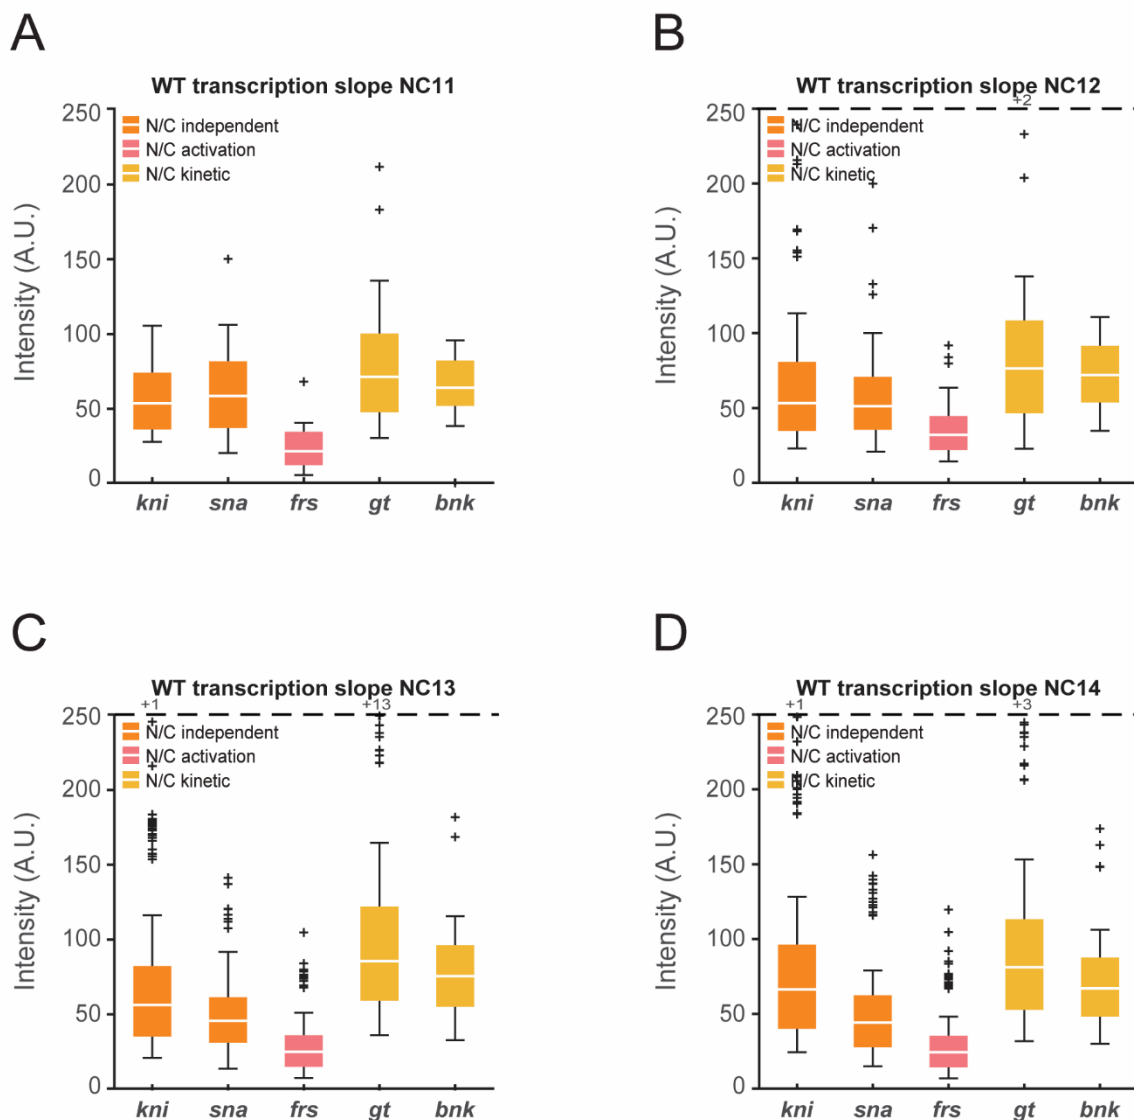 A
WT transcription slope NC11
N/C independent
N/C activation
N/C kinetic
Intensity (A.U.)
250
200
150
100
50
0
kni sna frs gt bnk
B
WT transcription slope NC12
+2
N/C independent
N/C activation
N/C kinetic
Intensity (A.U.)
250
200
150
100
50
0
kni sna frs gt bnk
C
WT transcription slope NC13
+1 +13
N/C independent
N/C activation
N/C kinetic
Intensity (A.U.)
250
200
150
100
50
0
kni sna frs gt bnk
D
WT transcription slope NC14
+1 +3
N/C independent
N/C activation
N/C kinetic
Intensity (A.U.)
250
200
150
100
50
0
kni sna frs gt bnk